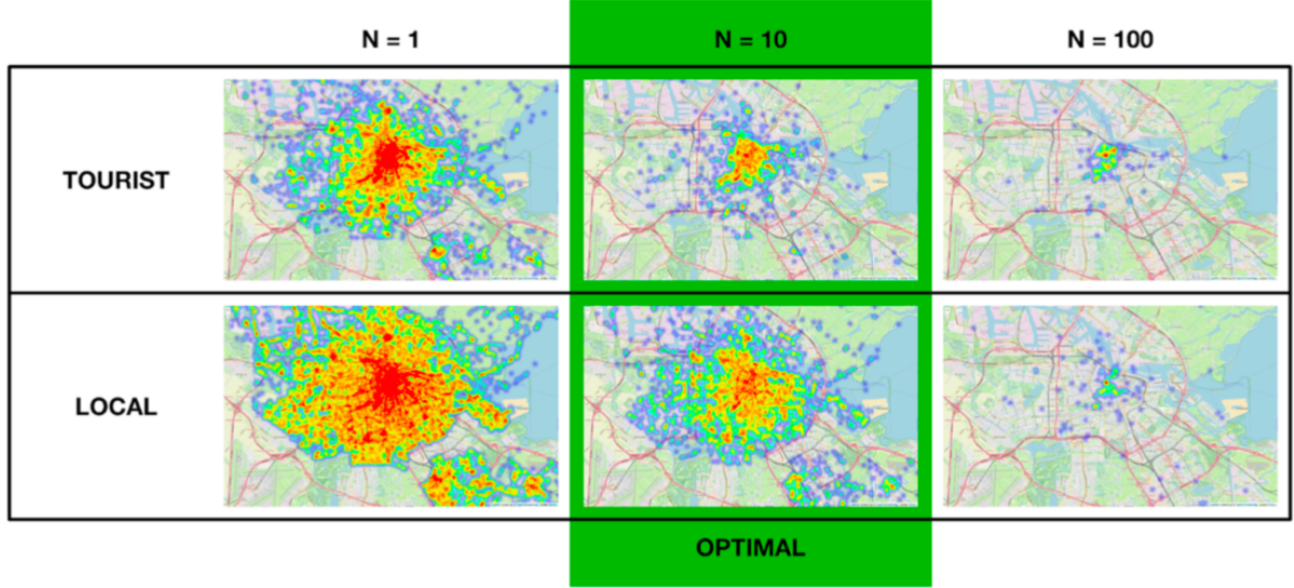 N = 1
N = 10
N = 100
TOURIST
LOCAL
OPTIMAL